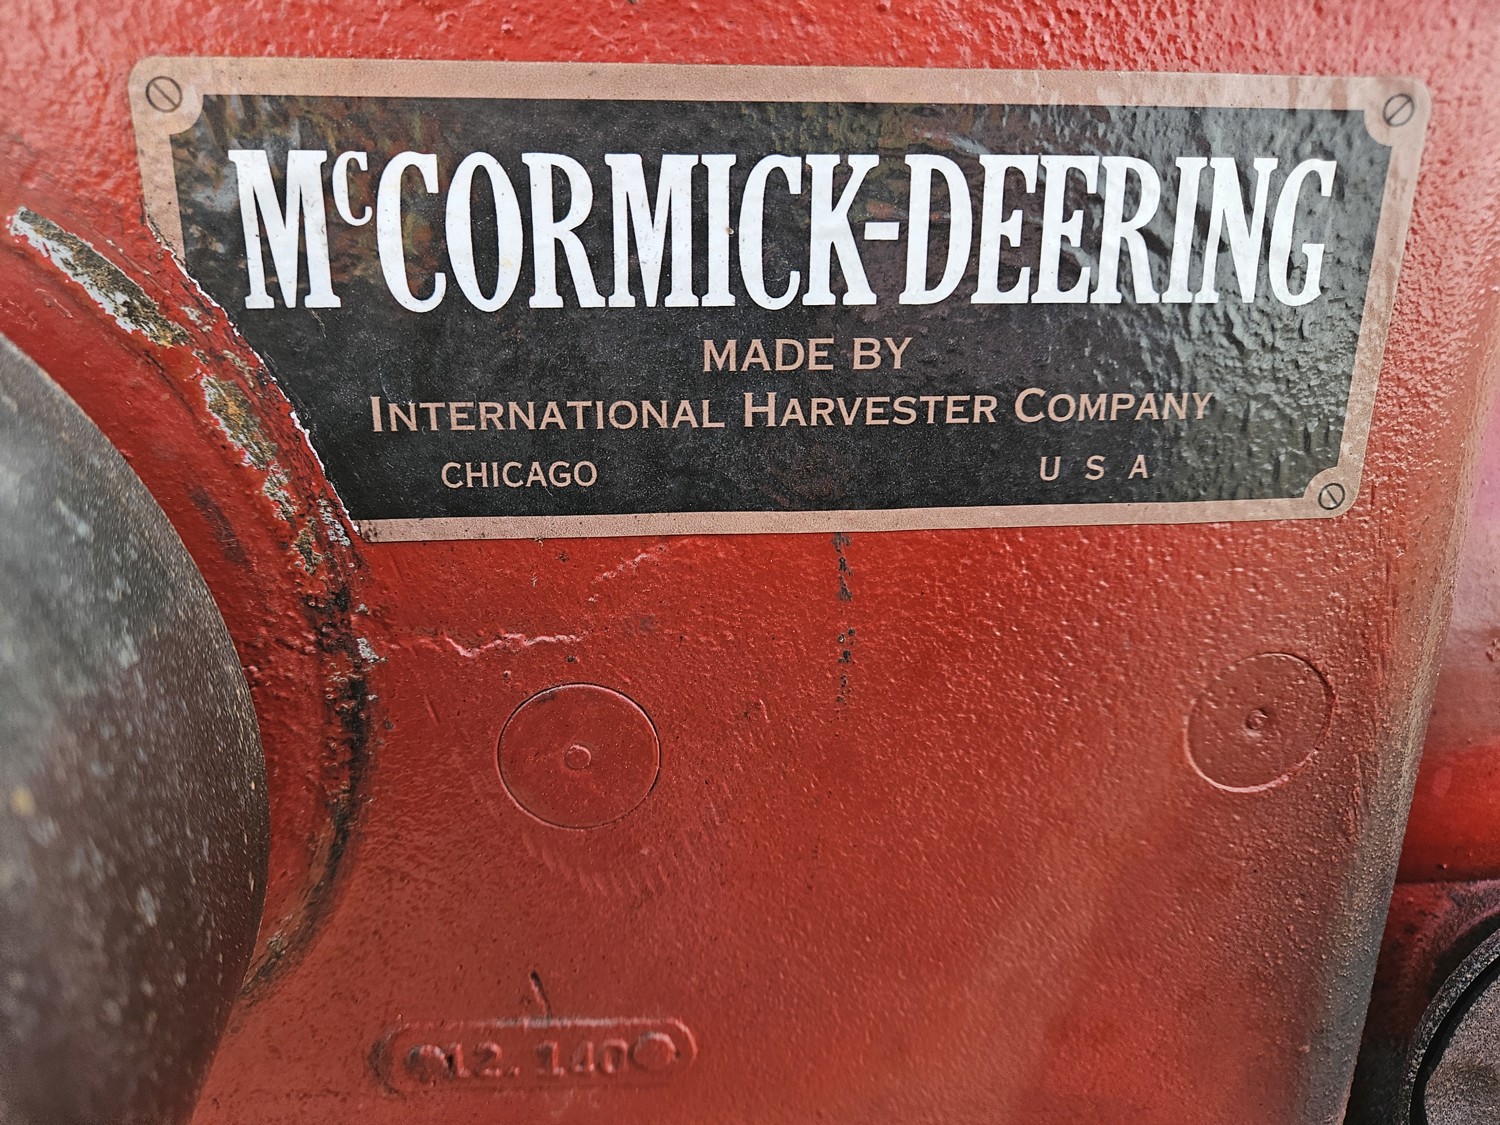 McCORMICK-DEERING
MADE BY
INTERNATIONAL HARVESTER COMPANY
CHICAGO U S A
12. 140